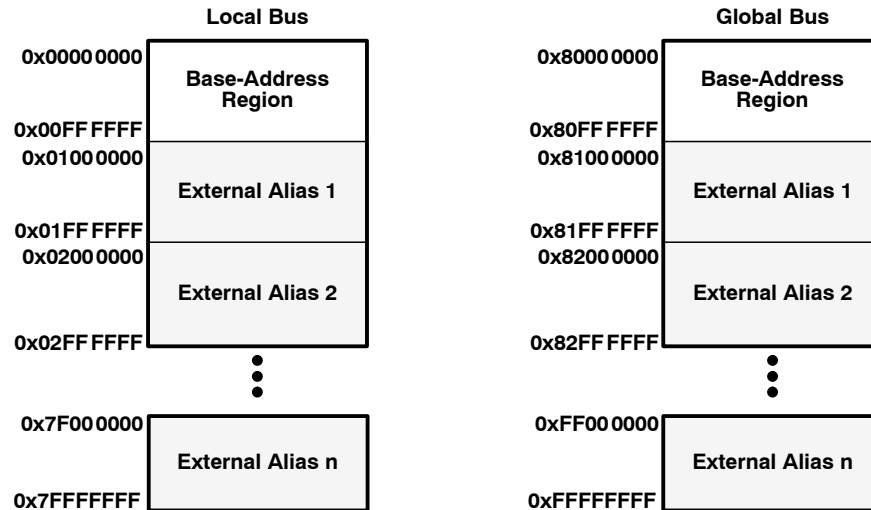 Local Bus
0x0000 0000
Base-Address
Region
0x00FF FFFF
0x0100 0000
External Alias 1
0x01FF FFFF
0x0200 0000
External Alias 2
0x02FF FFFF
0x7F00 0000
External Alias n
0x7FFFFFFF
Global Bus
0x8000 0000
Base-Address
Region
0x80FF FFFF
0x8100 0000
External Alias 1
0x81FF FFFF
0x8200 0000
External Alias 2
0x82FF FFFF
0xFF00 0000
External Alias n
0xFFFFFFFF